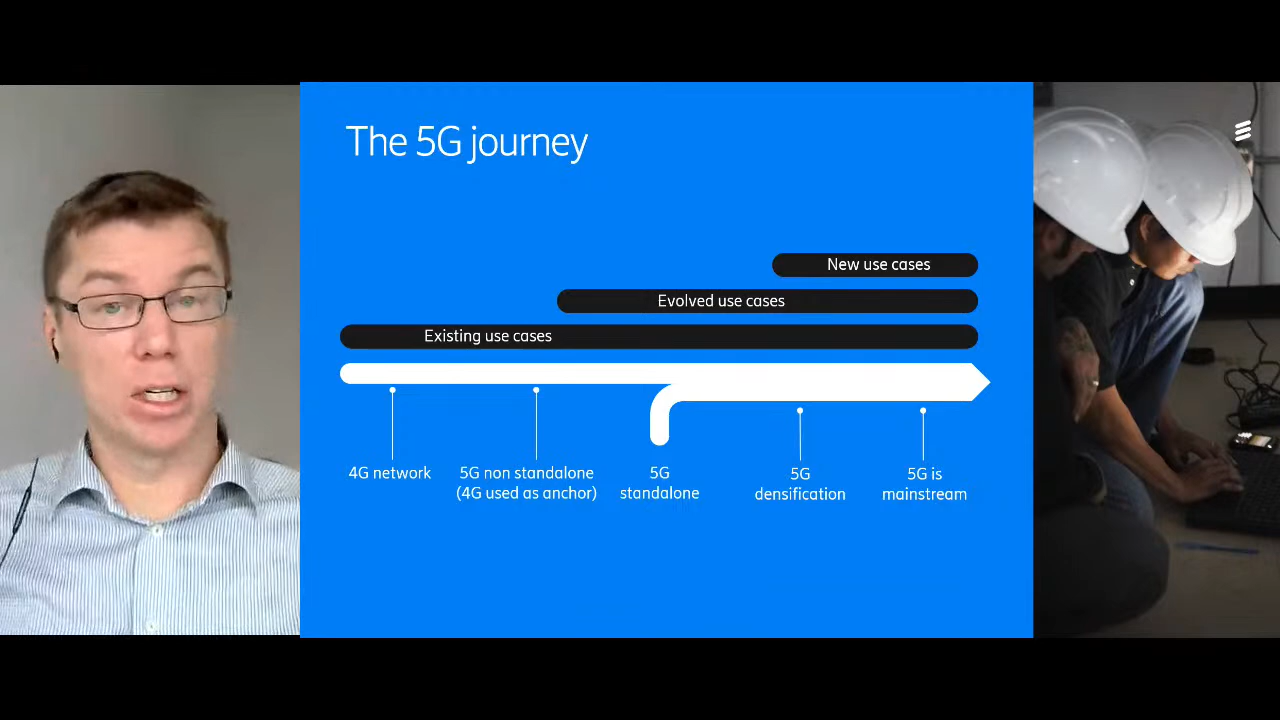 The 5G journey
New use cases
Evolved use cases
Existing use cases
4G network
5G non standalone
(4G used as anchor)
5G
standalone
5G
densification
5G is
mainstream